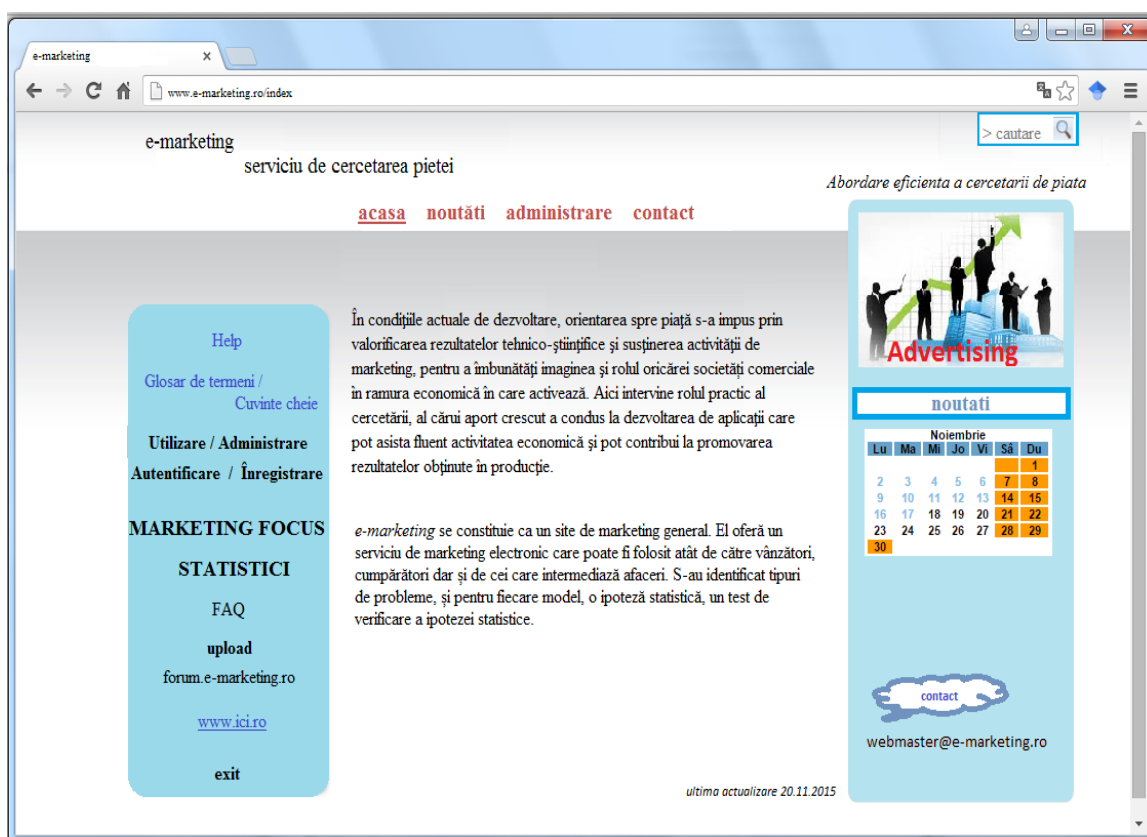 e-marketing
www.e-marketing.ro/index
> cautare
e-marketing
serviciu de cercetarea pietei
Abordare eficienta a cercetarii de piata
acasa noutăti administrare contact
Help
Glosar de termeni /
Cuvinte cheie
Utilizare / Administrare
Autentificare / Înregistrare
MARKETING FOCUS
STATISTICI
FAQ
upload
forum.e-marketing.ro
www.ici.ro
exit
În condițiile actuale de dezvoltare, orientarea spre piață s-a impus prin
valorificarea rezultatelor tehnico-științifice și susținerea activității de
marketing, pentru a îmbunătăți imaginea și rolul oricărei societăți comerciale
în ramura economică în care activează. Aici intervine rolul practic al
cercetării, al cărui aport crescut a condus la dezvoltarea de aplicații care
pot asista fluent activitatea economică și pot contribui la promovarea
rezultatelor obținute în producție.
e-marketing se constituie ca un site de marketing general. El oferă un
serviciu de marketing electronic care poate fi folosit atât de către vânzători,
cumpărători dar și de cei care intermediază afaceri. S-au identificat tipuri
de probleme, și pentru fiecare model, o ipoteză statistică, un test de
verificare a ipotezei statistice.
ultima actualizare 20.11.2015
Advertising
noutati
Noiembrie
Lu Ma Mi Jo Vi Sâ Du
1
2 3 4 5 6 7 8
9 10 11 12 13 14 15
16 17 18 19 20 21 22
23 24 25 26 27 28 29
30
contact
webmaster@e-marketing.ro